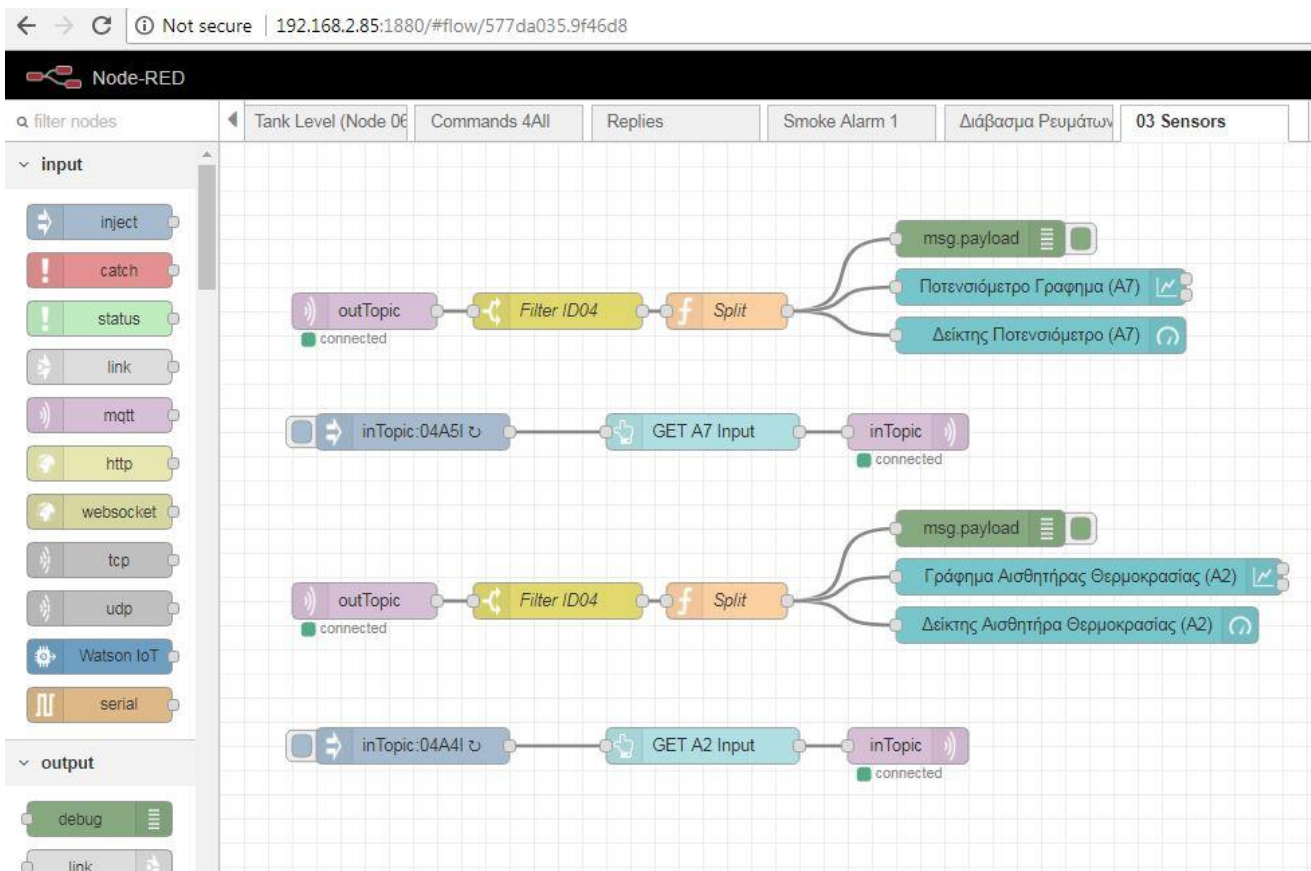 Not secure | 192.168.2.85:1880/#flow/577da035.9f46d8
Node-RED
filter nodes
Tank Level (Node 06
Commands 4All
Replies
Smoke Alarm 1
Διάβασμα Ρευμάτων
03 Sensors
input
inject
catch
status
link
mqtt
http
websocket
tcp
udp
Watson IoT
serial
output
debug
link
outTopic
connected
Filter ID04
f Split
msg.payload
Ποτενσιόμετρο Γραφημα (A7)
Δείκτης Ποτενσιόμετρο (A7)
inTopic:04A5I ↻
GET A7 Input
inTopic
connected
outTopic
connected
Filter ID04
f Split
msg.payload
Γράφημα Αισθητήρας Θερμοκρασίας (A2)
Δείκτης Αισθητήρα Θερμοκρασίας (A2)
inTopic:04A4I ↻
GET A2 Input
inTopic
connected